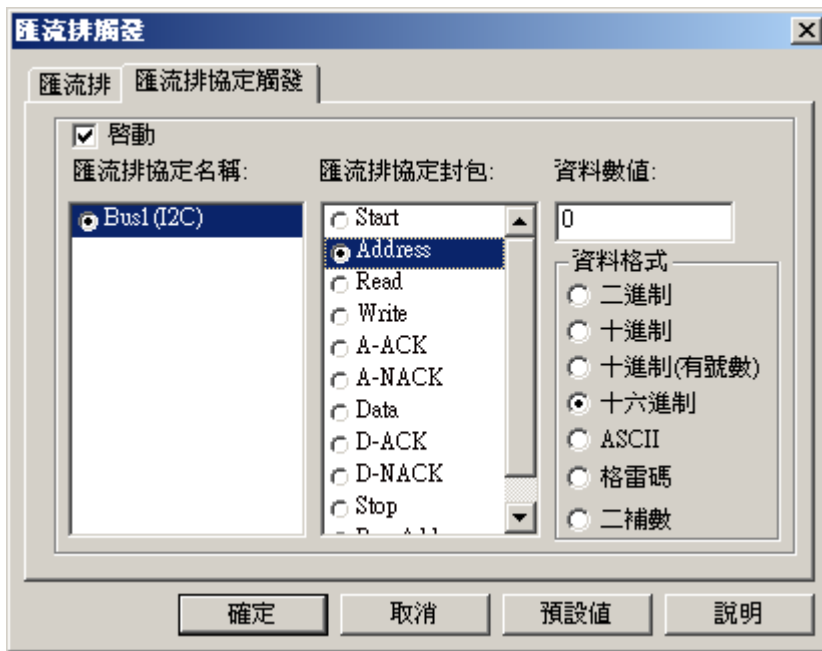 匯流排觸發
匯流排 匯流排協定觸發
啓動
匯流排協定名稱: 匯流排協定封包: 資料數值:
Bus1(I2C)
Start
Address
Read
Write
A-ACK
A-NACK
Data
D-ACK
D-NACK
Stop
0
資料格式
二進制
十進制
十進制(有號數)
十六進制
ASCII
格雷碼
二補數
確定 取消 預設值 說明